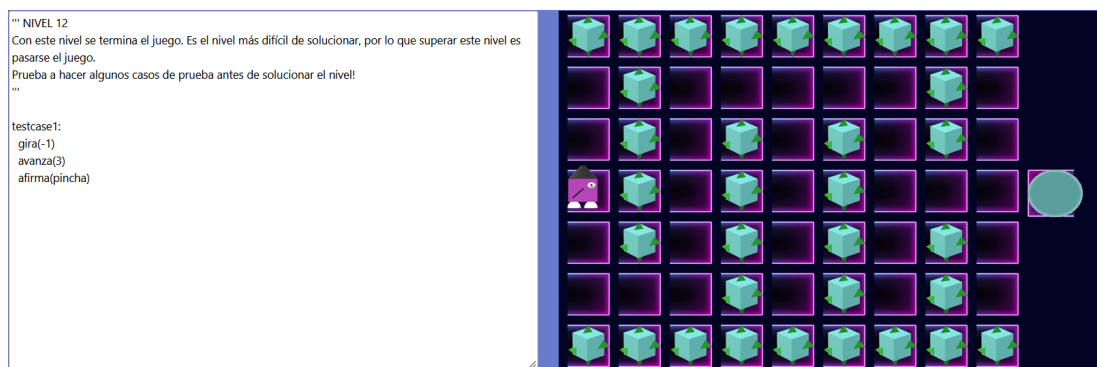 ''' NIVEL 12
Con este nivel se termina el juego. Es el nivel más difícil de solucionar, por lo que superar este nivel es
pasarse el juego.
Prueba a hacer algunos casos de prueba antes de solucionar el nivel!
'''
testcase1:
gira(-1)
avanza(3)
afirma(pincha)